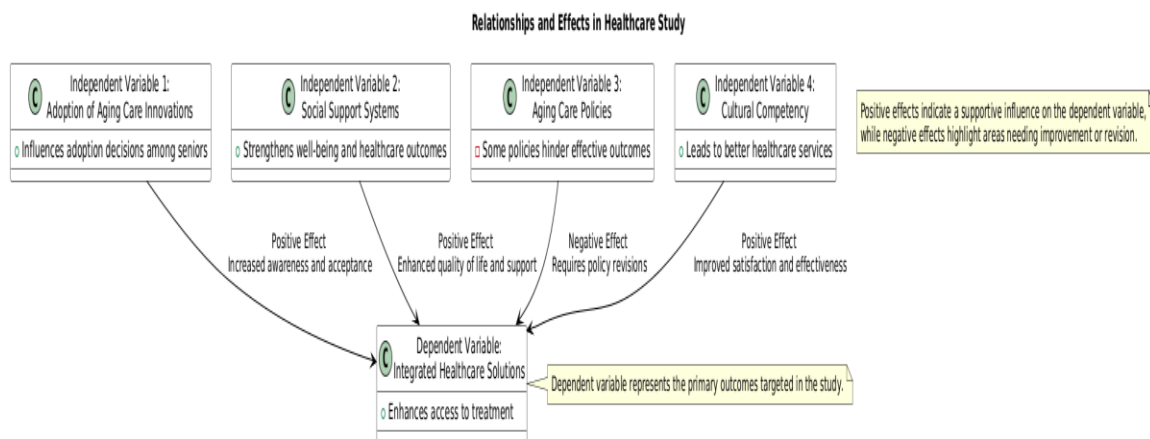 Relationships and Effects in Healthcare Study
C
Independent Variable 1:
Adoption of Aging Care Innovations
Influences adoption decisions among seniors
C
Independent Variable 2:
Social Support Systems
Strengthens well-being and healthcare outcomes
C
Independent Variable 3:
Aging Care Policies
Some policies hinder effective outcomes
C
Independent Variable 4:
Cultural Competency
Leads to better healthcare services
Positive effects indicate a supportive influence on the dependent variable,
while negative effects highlight areas needing improvement or revision.
Positive Effect
Increased awareness and acceptance
Positive Effect
Enhanced quality of life and support
Negative Effect
Requires policy revisions
Positive Effect
Improved satisfaction and effectiveness
C
Dependent Variable:
Integrated Healthcare Solutions
Enhances access to treatment
Dependent variable represents the primary outcomes targeted in the study.